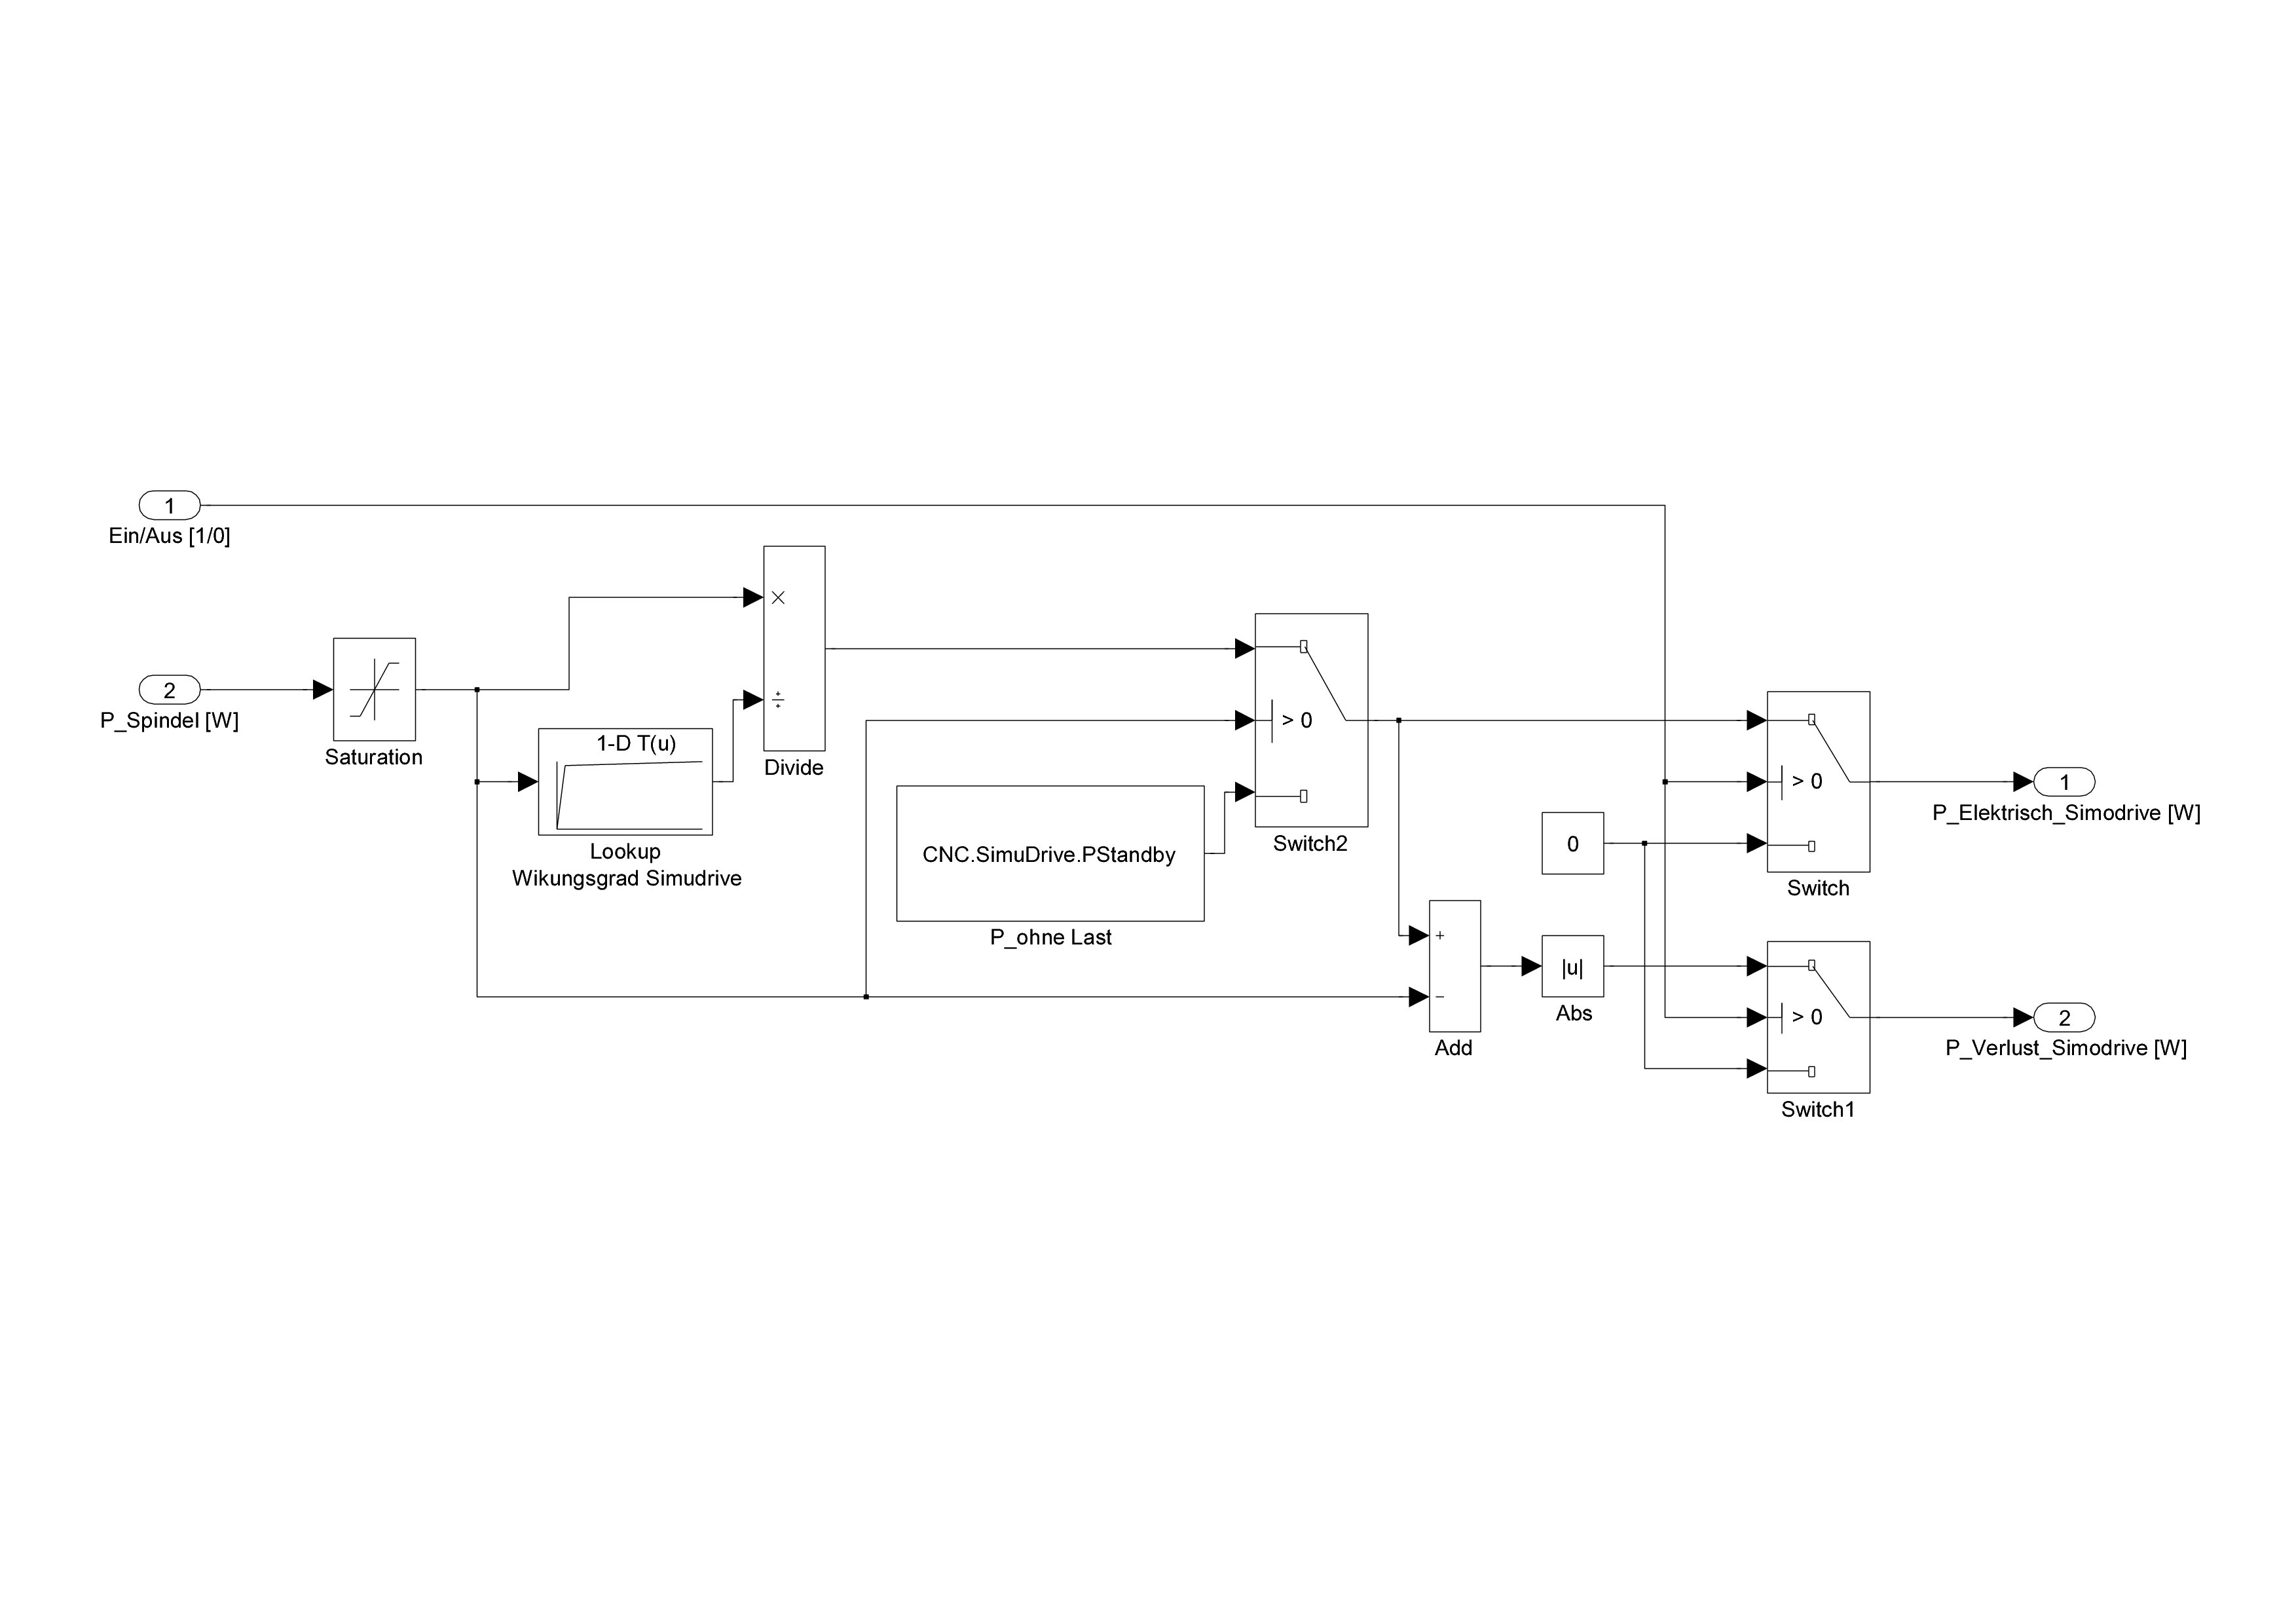 1
Ein/Aus [1/0]
2
P_Spindel [W]
Saturation
1-D T(u)
Lookup
Wikungsgrad Simudrive
×
÷
Divide
CNC.SimuDrive.PStandby
P_ohne Last
> 0
Switch2
+
−
Add
|u|
Abs
0
> 0
Switch
> 0
Switch1
1
P_Elektrisch_Simodrive [W]
2
P_Verlust_Simodrive [W]